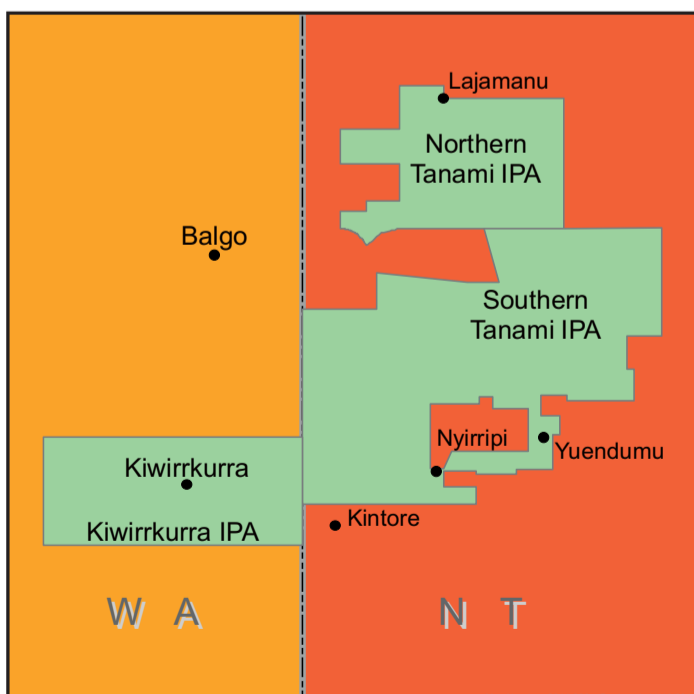 Lajamanu
Northern
Tanami IPA
Balgo
Southern
Tanami IPA
Nyirripi
Yuendumu
Kiwirrkurra
Kintore
Kiwirrkurra IPA
W A
N T